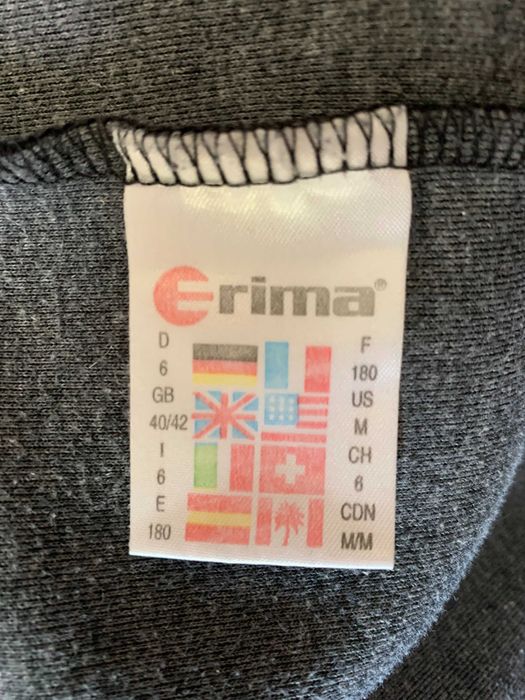 erima®
D
6
GB
40/42
I
6
E
180
F
180
US
M
CH
6
CDN
M/M